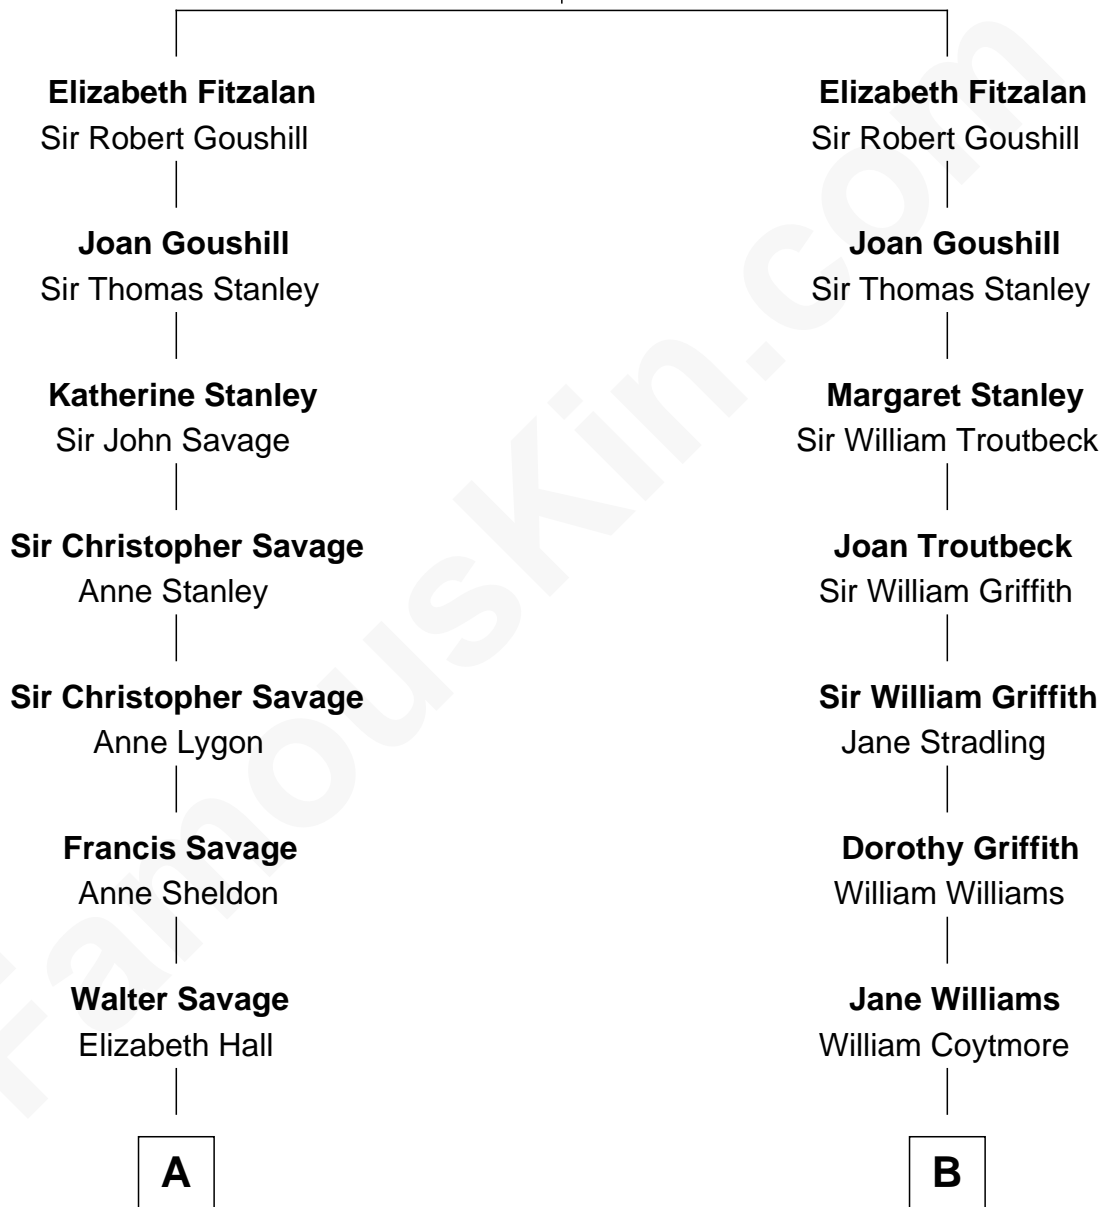 Elizabeth Fitzalan
Sir Robert Goushill
Joan Goushill
Sir Thomas Stanley
Katherine Stanley
Sir John Savage
Sir Christopher Savage
Anne Stanley
Sir Christopher Savage
Anne Lygon
Francis Savage
Anne Sheldon
Walter Savage
Elizabeth Hall
A
Elizabeth Fitzalan
Sir Robert Goushill
Joan Goushill
Sir Thomas Stanley
Margaret Stanley
Sir William Troutbeck
Joan Troutbeck
Sir William Griffith
Sir William Griffith
Jane Stradling
Dorothy Griffith
William Williams
Jane Williams
William Coytmore
B
FamousKin.com